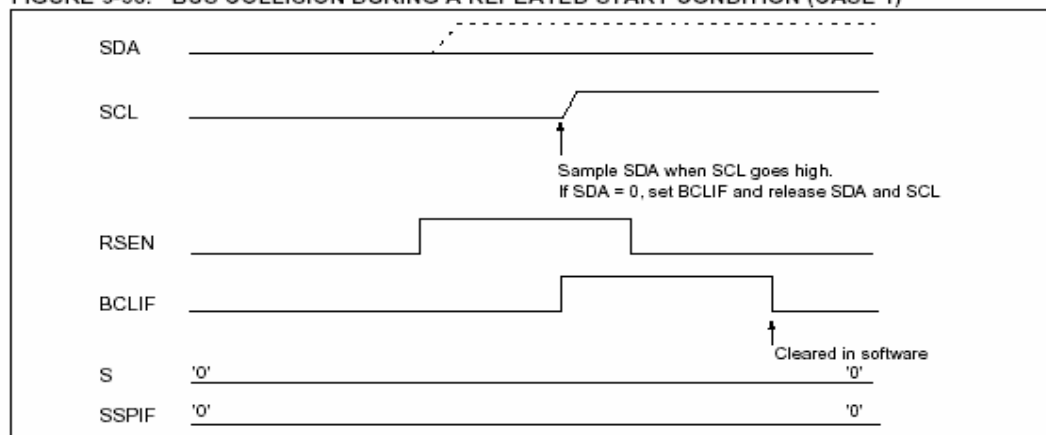 FIGURE 9-33: BUS COLLISION DURING A REPEATED START CONDITION (CASE 1)
SDA
SCL
Sample SDA when SCL goes high.
If SDA = 0, set BCLIF and release SDA and SCL
RSEN
BCLIF
Cleared in software
S '0' '0'
SSPIF '0' '0'